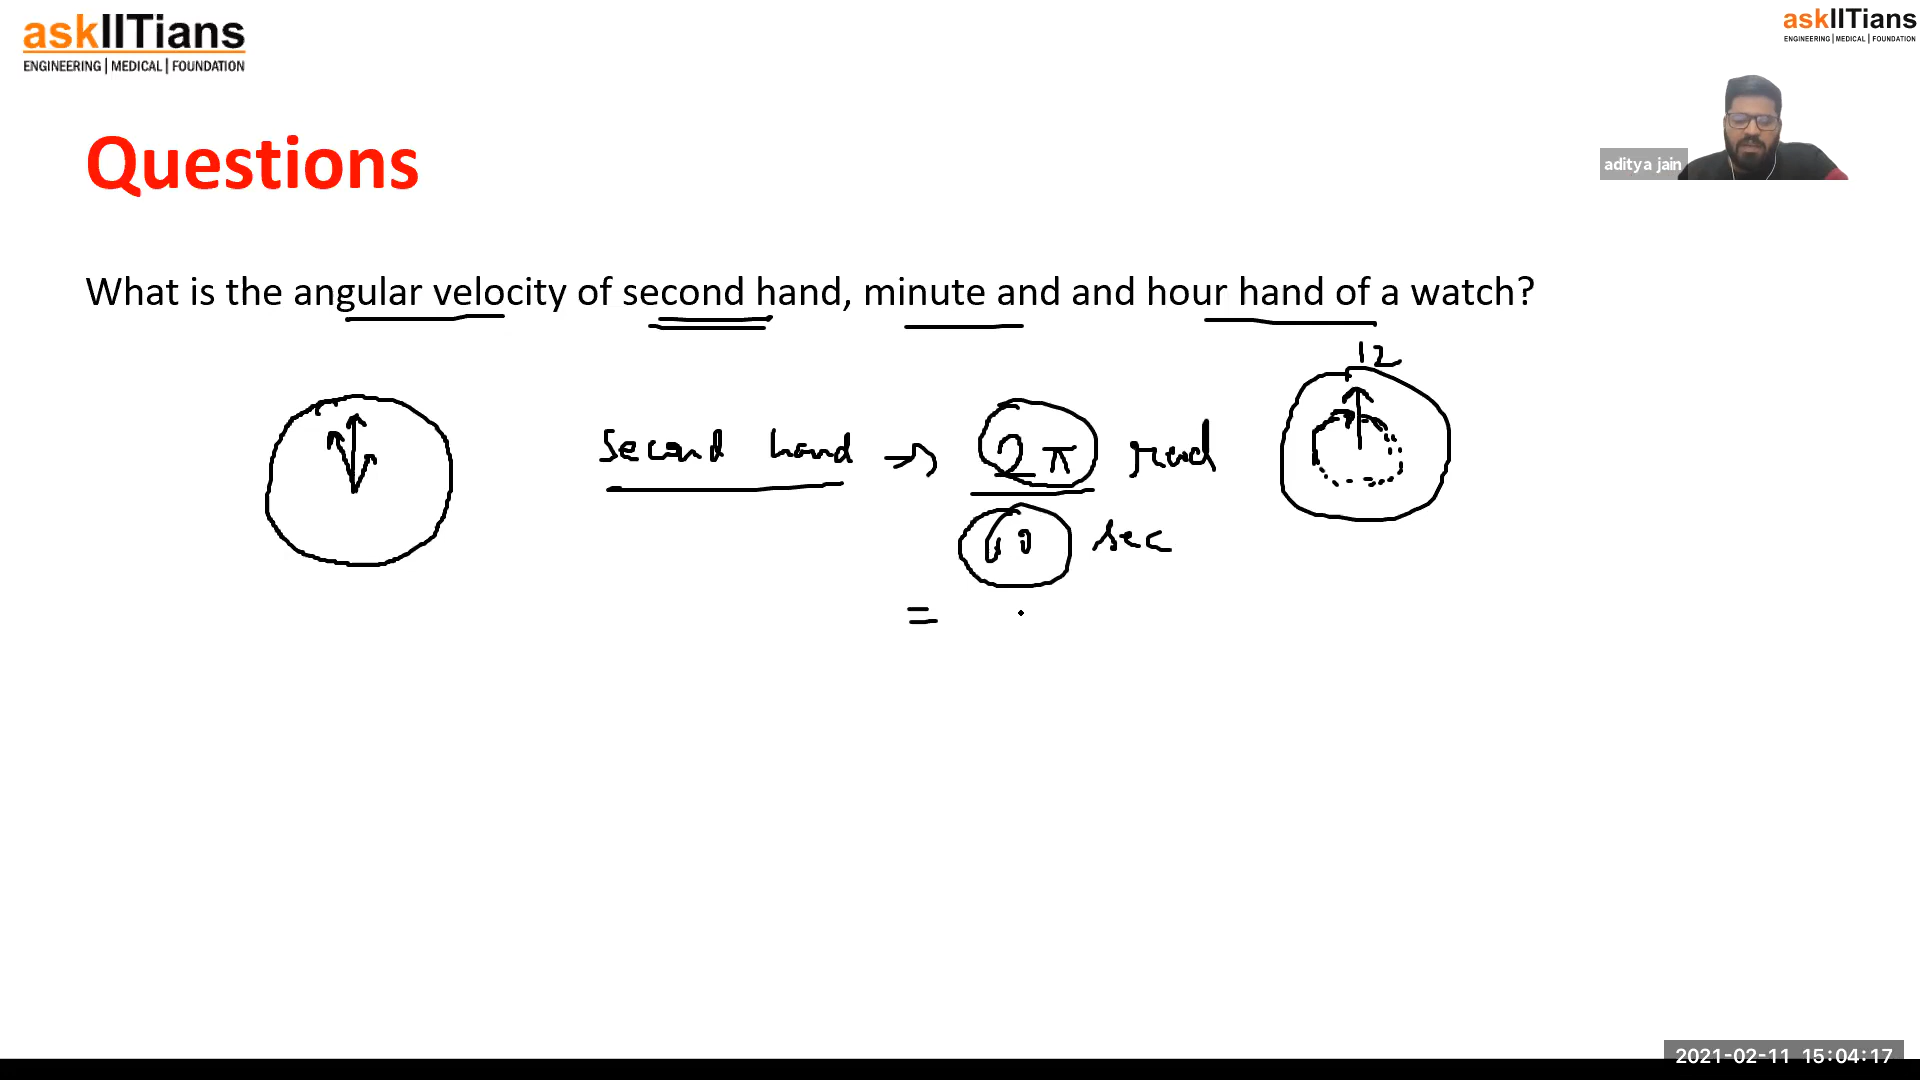 askIITians
ENGINEERING | MEDICAL | FOUNDATION
askIITians
ENGINEERING | MEDICAL | FOUNDATION
aditya jain
Questions
What is the angular velocity of second hand, minute and and hour hand of a watch?
12
second hand → 2π rad
60 sec
=
2021-02-11 15:04:17